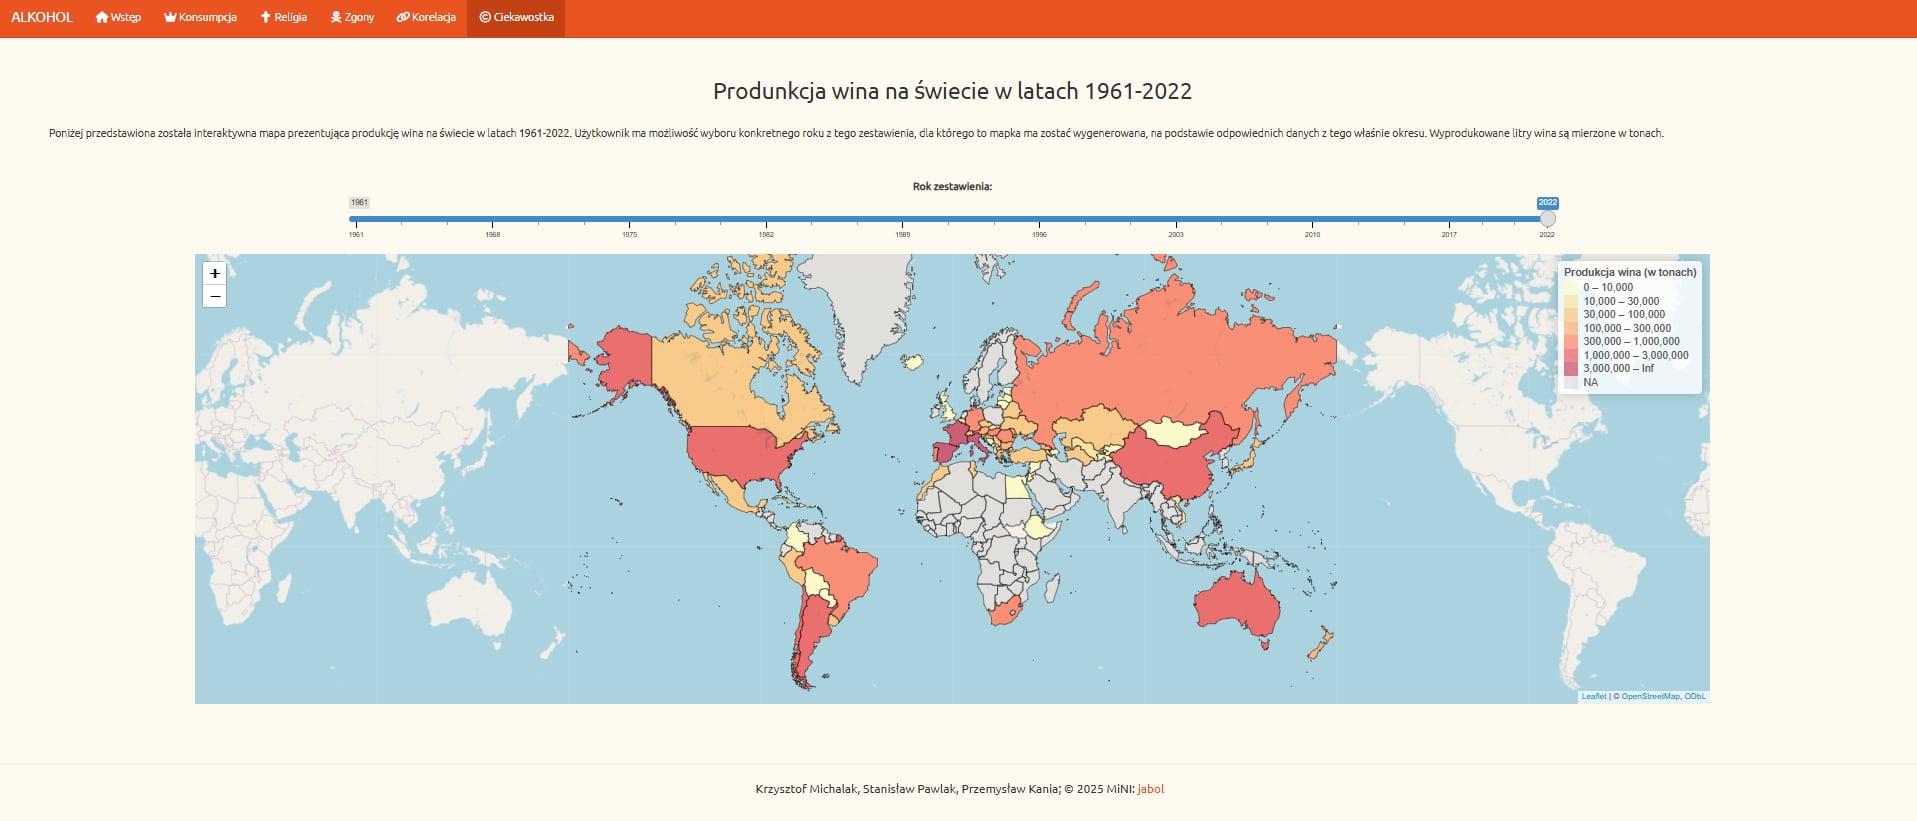 ALKOHOL Wstęp Konsumpcja Religia Zgony Korelacja Ciekawostka
Produnkcja wina na świecie w latach 1961-2022
Poniżej przedstawiona została interaktywna mapa prezentująca produkcję wina na świecie w latach 1961-2022. Użytkownik ma możliwość wyboru konkretnego roku z tego zestawienia, dla którego to mapka ma zostać wygenerowana, na podstawie odpowiednich danych z tego właśnie okresu. Wyprodukowane litry wina są mierzone w tonach.
Rok zestawienia:
1961 2022
1961 1968 1975 1982 1989 1996 2003 2010 2017 2022
+
−
Produkcja wina (w tonach)
0 – 10,000
10,000 – 30,000
30,000 – 100,000
100,000 – 300,000
300,000 – 1,000,000
1,000,000 – 3,000,000
3,000,000 – Inf
NA
Leaflet | © OpenStreetMap, ODbL
Krzysztof Michalak, Stanisław Pawlak, Przemysław Kania; © 2025 MiNI: jabol